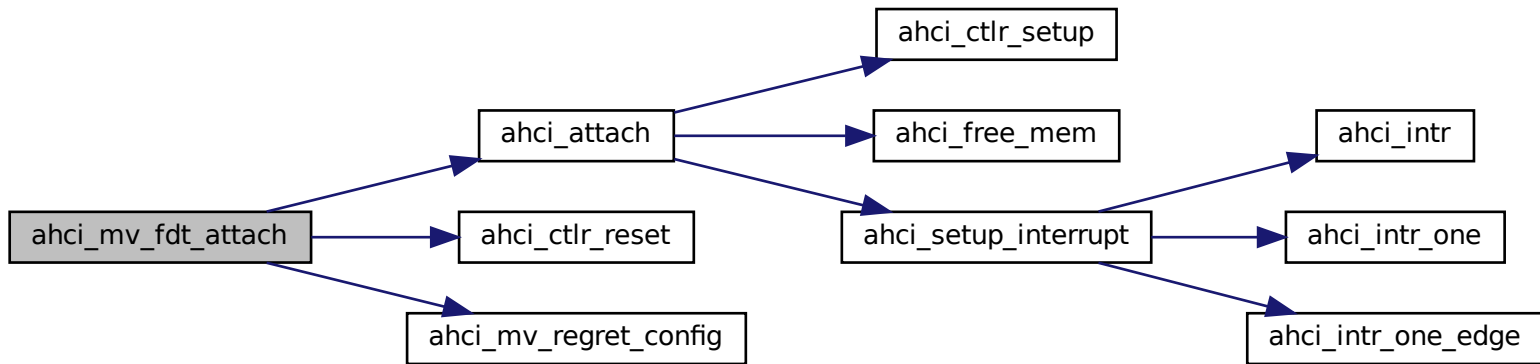 ahci_ctlr_setup
ahci_attach
ahci_free_mem
ahci_intr
ahci_mv_fdt_attach
ahci_ctlr_reset
ahci_setup_interrupt
ahci_intr_one
ahci_mv_regret_config
ahci_intr_one_edge